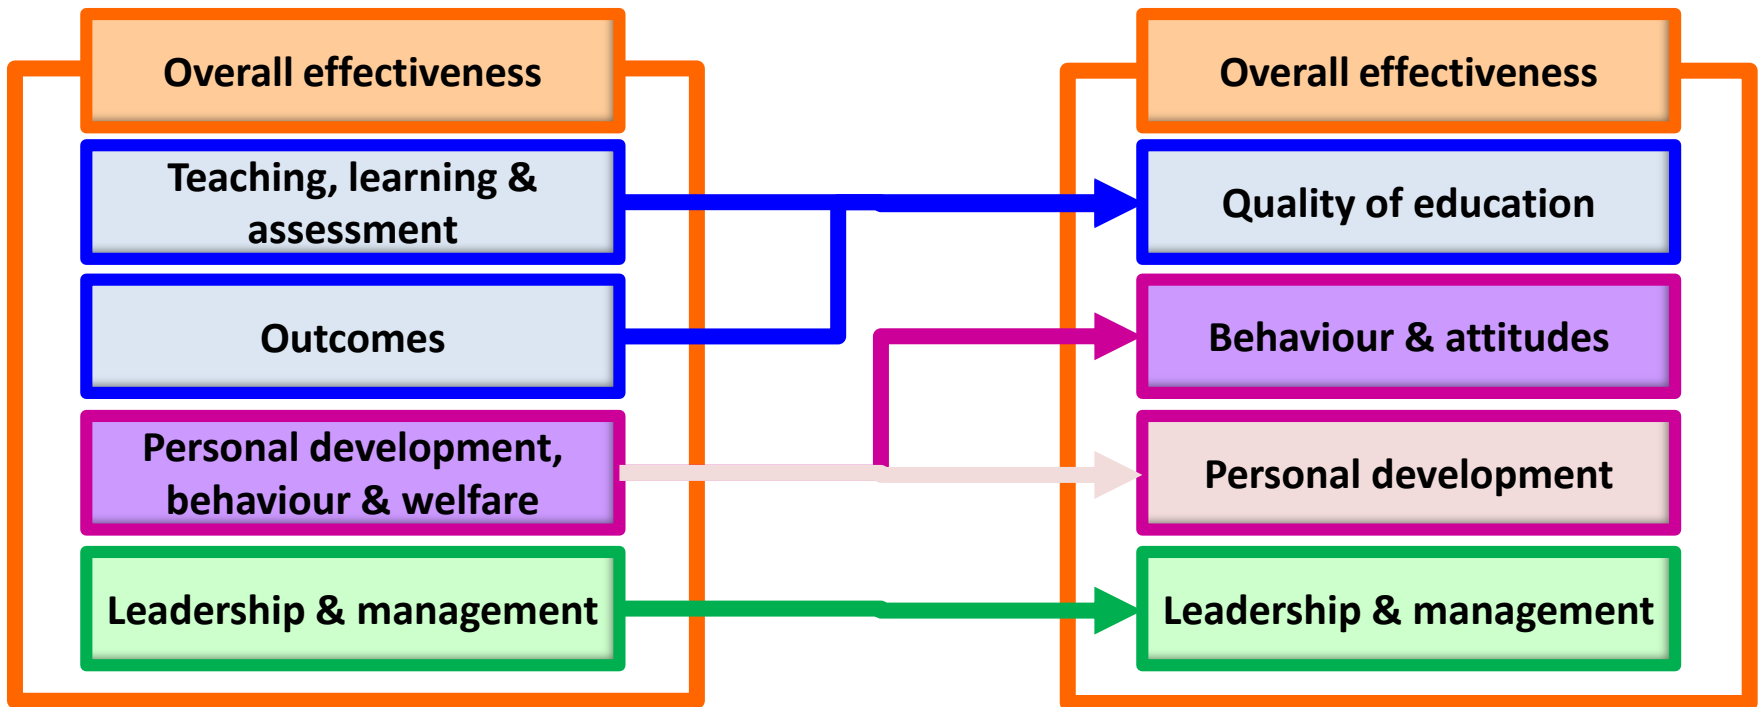 Overall effectiveness
Teaching, learning &
assessment
Outcomes
Personal development,
behaviour & welfare
Leadership & management
Overall effectiveness
Quality of education
Behaviour & attitudes
Personal development
Leadership & management